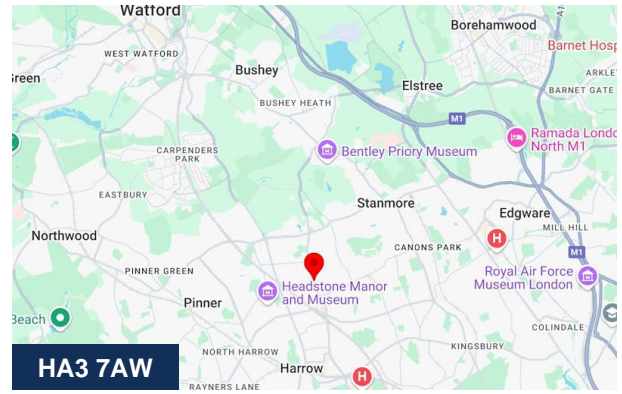 Watford
Borehamwood
Barnet Hosp
WEST WATFORD
Green
Bushey
ARKLEY
Elstree
BARNET GATE
BUSHEY HEATH
M1
Ramada Londo
North M1
CARPENDERS
PARK
Bentley Priory Museum
EASTBURY
Stanmore
Edgware
MILL HILL
Northwood
H
CANONS PARK
M1
PINNER GREEN
Headstone Manor
and Museum
Royal Air Force
Museum London
Pinner
Beach
COLINDALE
NORTH HARROW
KINGSBURY
HA3 7AW
Harrow
H
RAYNERS LANE